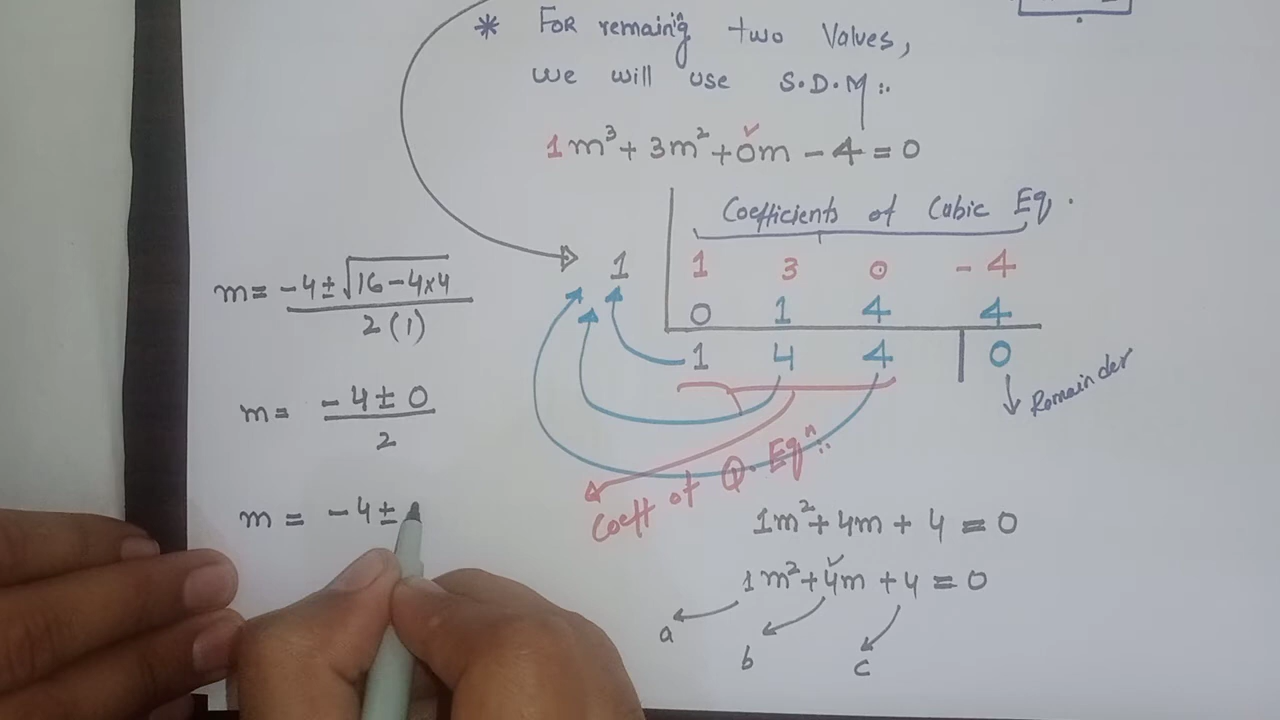 * FOR remaing two Values,
we will use S.D.M:.
1m³ + 3m² + 0m - 4 = 0
Coefficients of Cubic Eq.
1 1 3 0 -4
0 1 4 4
1 4 4 0
Remainder
Coeff of Q. Eqⁿ:.
1m² + 4m + 4 = 0
1m² + 4m + 4 = 0
a b c
m = -4 ± √16 - 4×4
2(1)
m = -4 ± 0
2
m = -4 ±